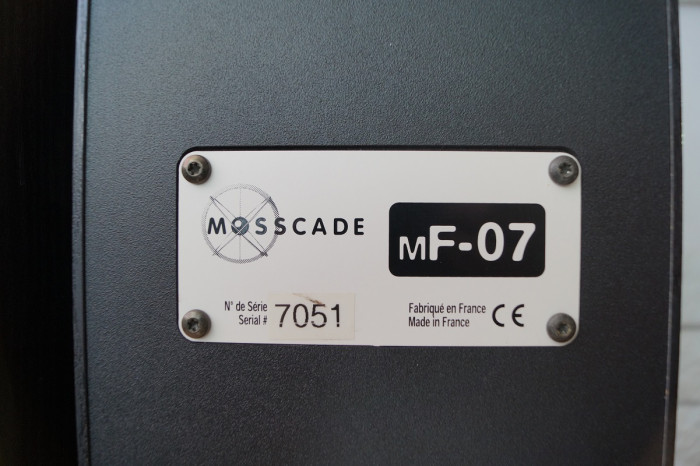 MOSSCADE
MF-07
N° de Série
Serial #
7051
Fabriqué en France
Made in France
CE